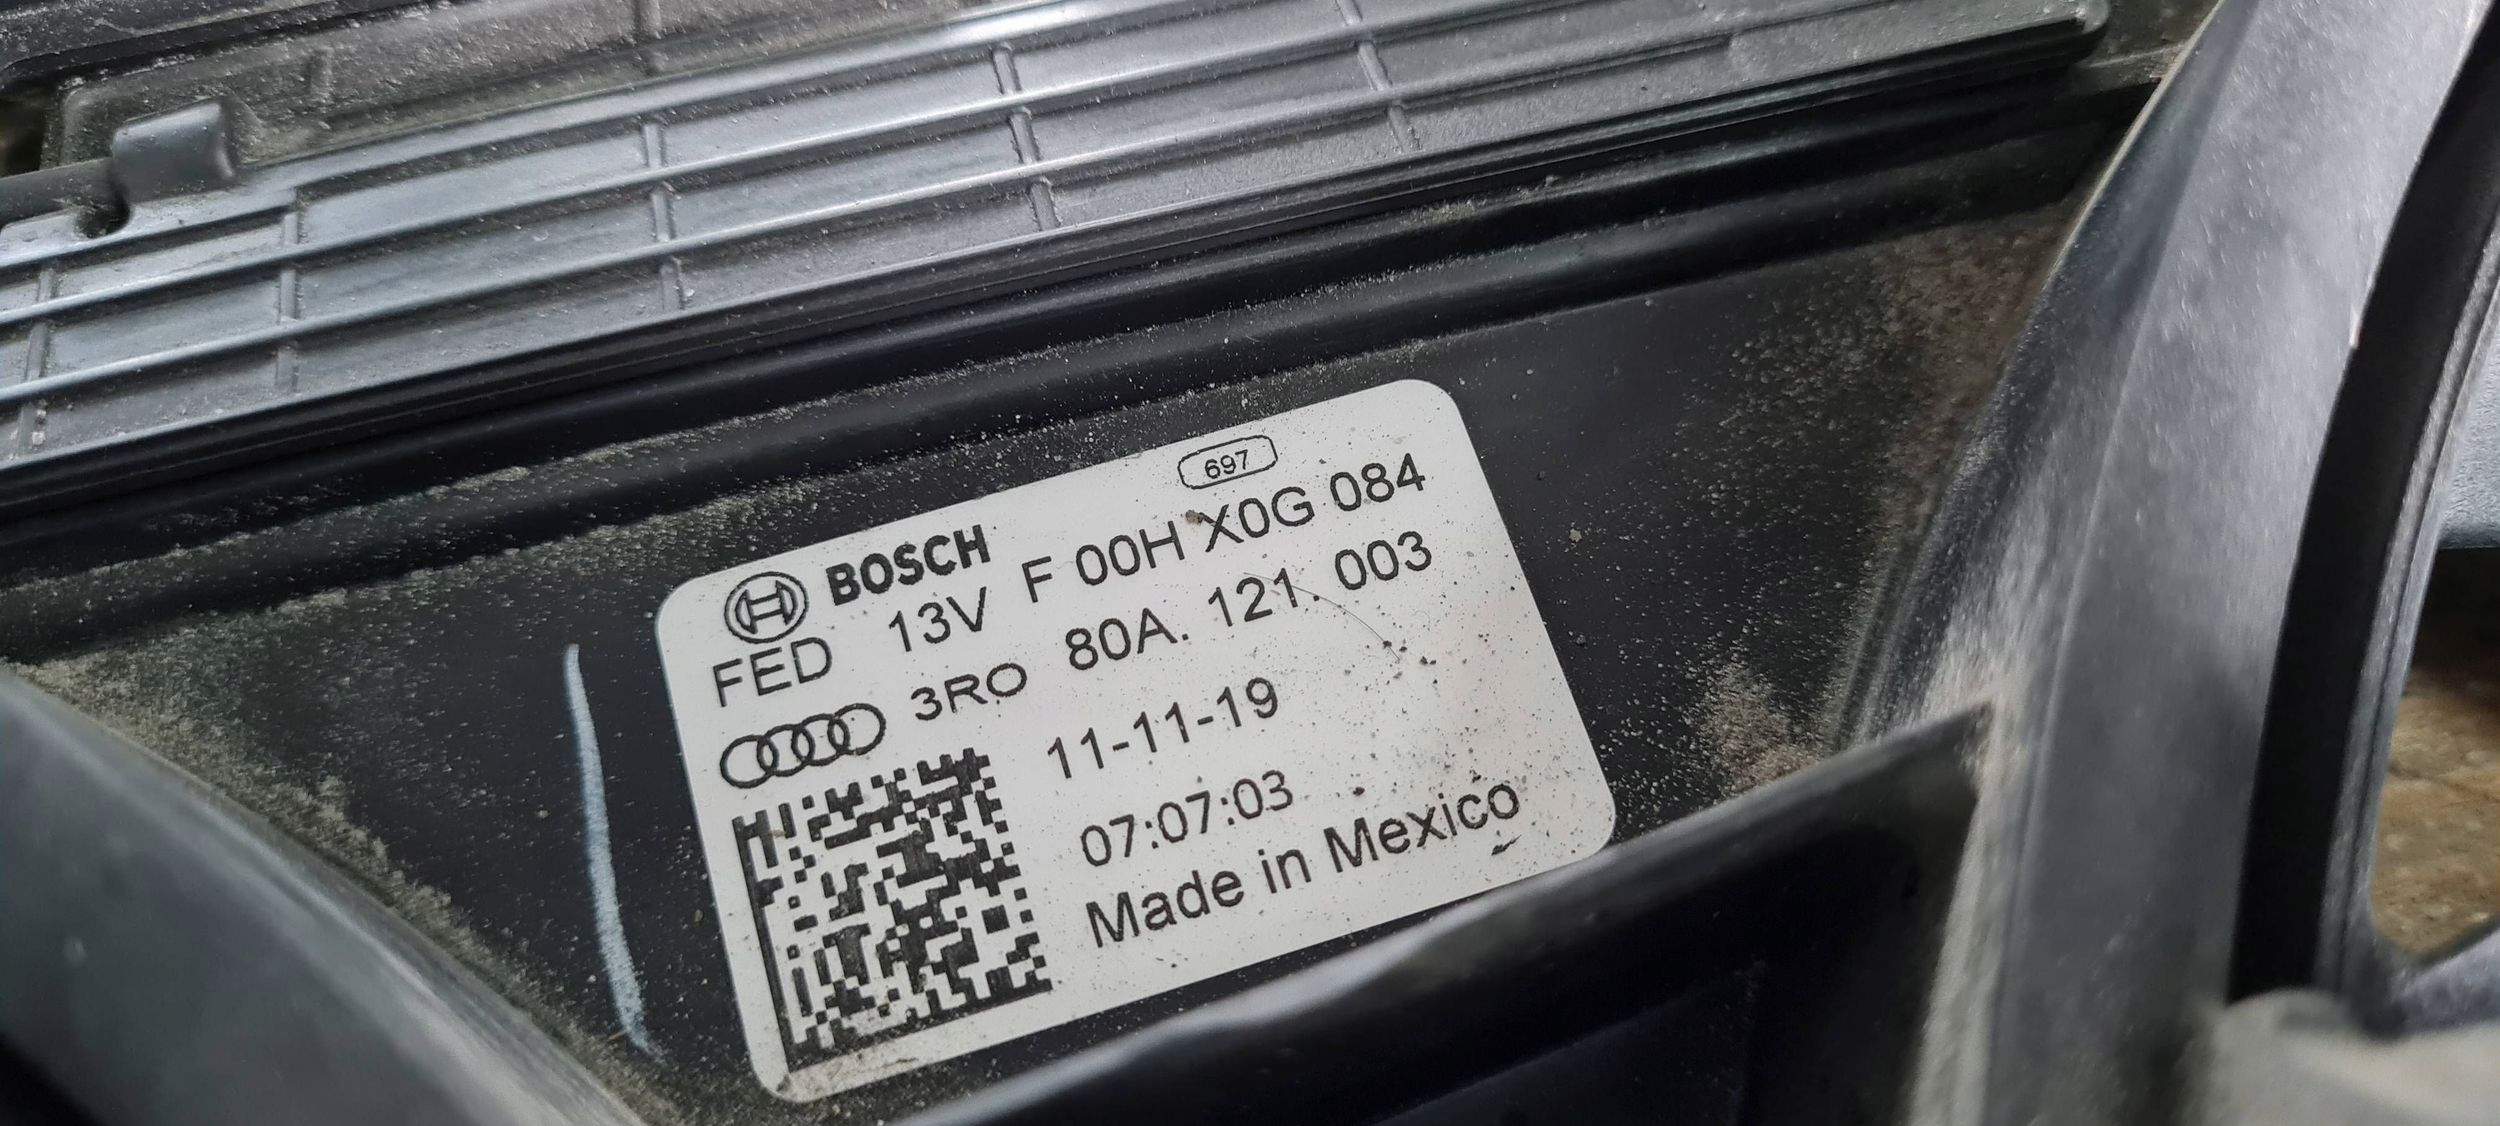 697
BOSCH
FED 13V F 00H X0G 084
3RO 80A. 121. 003
11-11-19
07:07:03
Made in Mexico